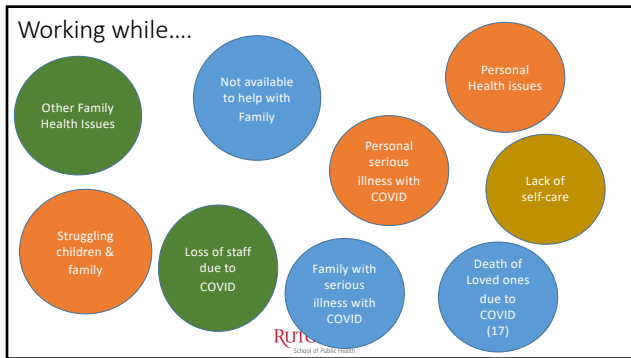 Working while....
Other Family
Health Issues
Not available
to help with
Family
Personal
Health issues
Personal
serious
illness with
COVID
Lack of
self-care
Struggling
children &
family
Loss of staff
due to
COVID
Family with
serious
illness with
COVID
Death of
Loved ones
due to
COVID
(17)
School of Public Health